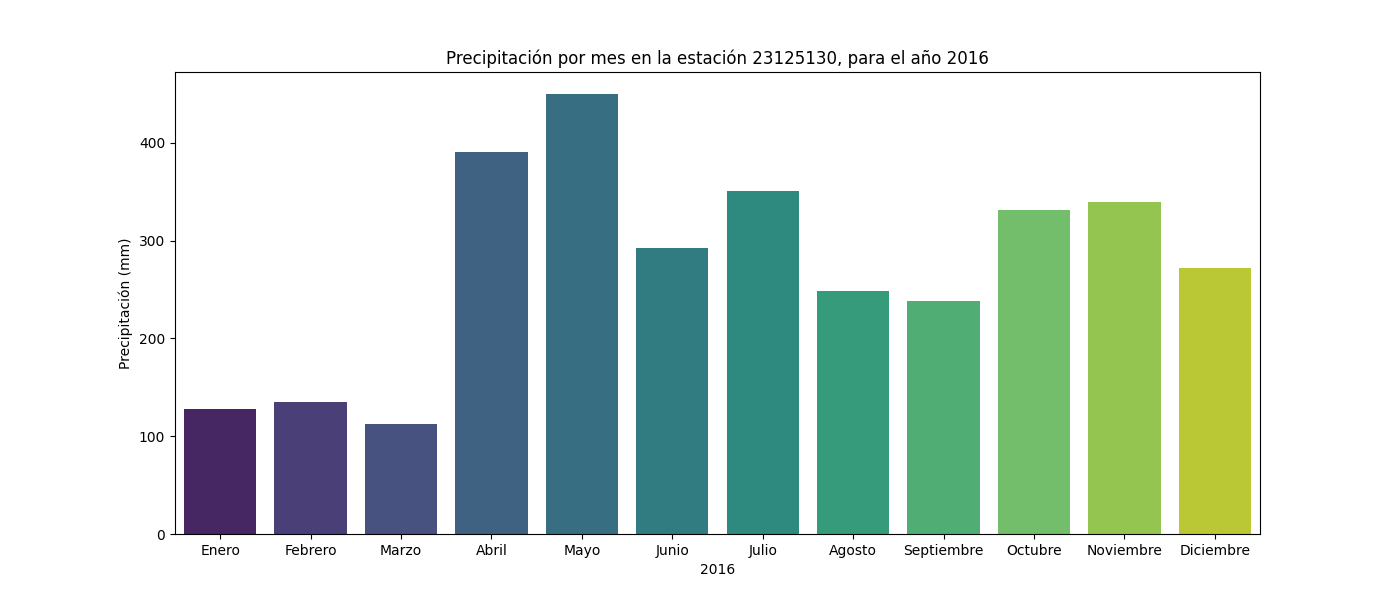 Precipitación por mes en la estación 23125130, para el año 2016
Precipitación (mm)
400
300
200
100
0
Enero Febrero Marzo Abril Mayo Junio Julio Agosto Septiembre Octubre Noviembre Diciembre
2016